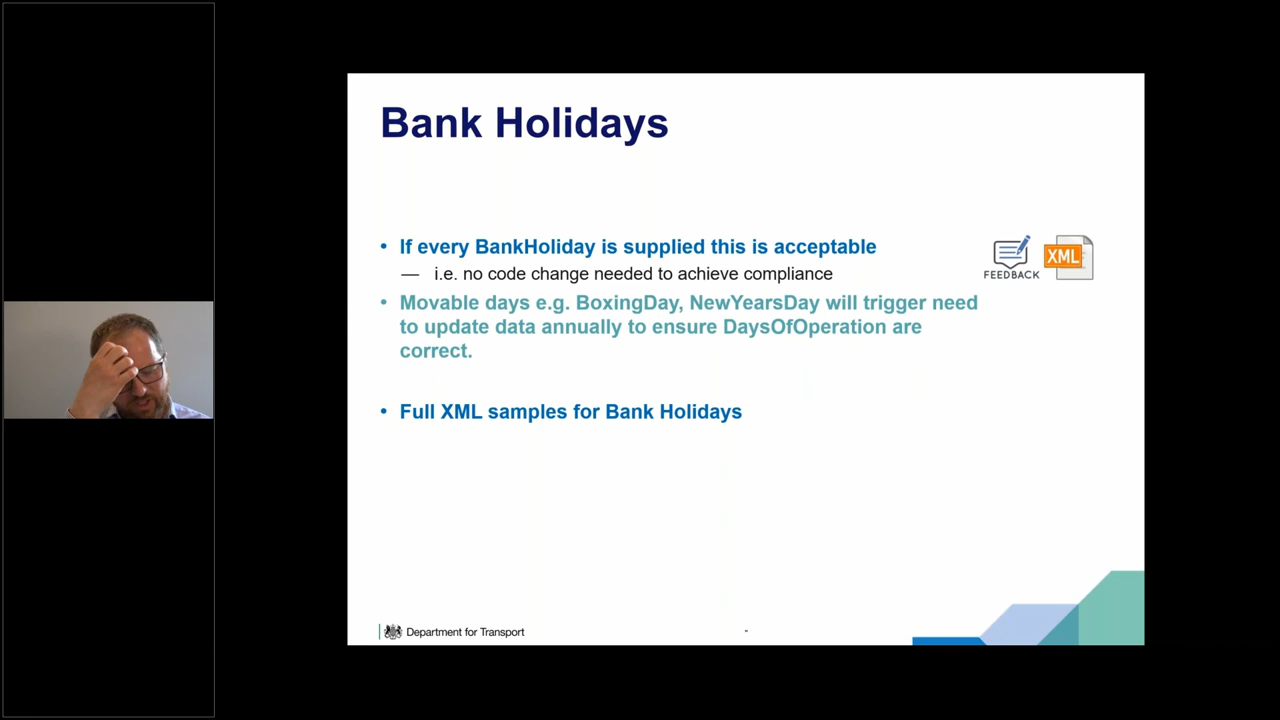 Bank Holidays
• If every BankHoliday is supplied this is acceptable
— i.e. no code change needed to achieve compliance
FEEDBACK
XML
• Movable days e.g. BoxingDay, NewYearsDay will trigger need
to update data annually to ensure DaysOfOperation are
correct.
• Full XML samples for Bank Holidays
Department for Transport
"